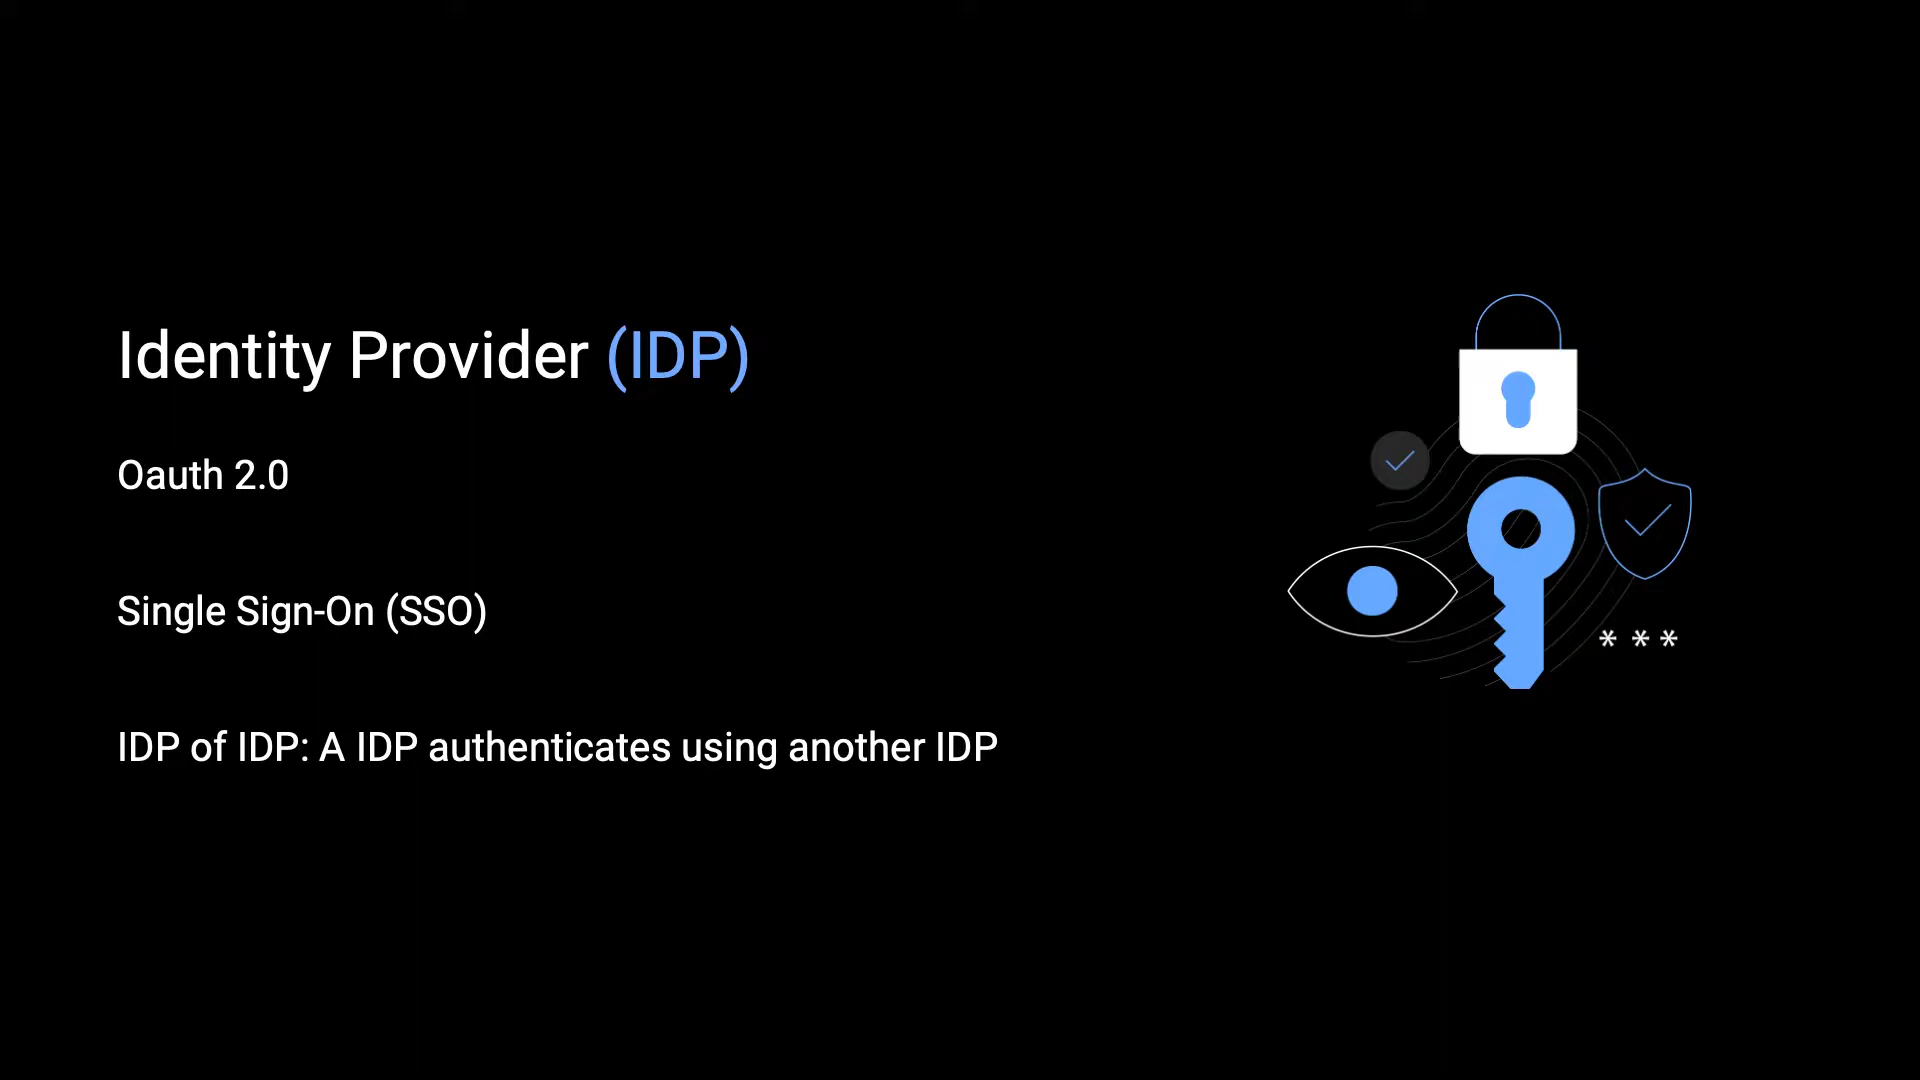 Identity Provider (IDP)
Oauth 2.0
Single Sign-On (SSO)
IDP of IDP: A IDP authenticates using another IDP
* * *